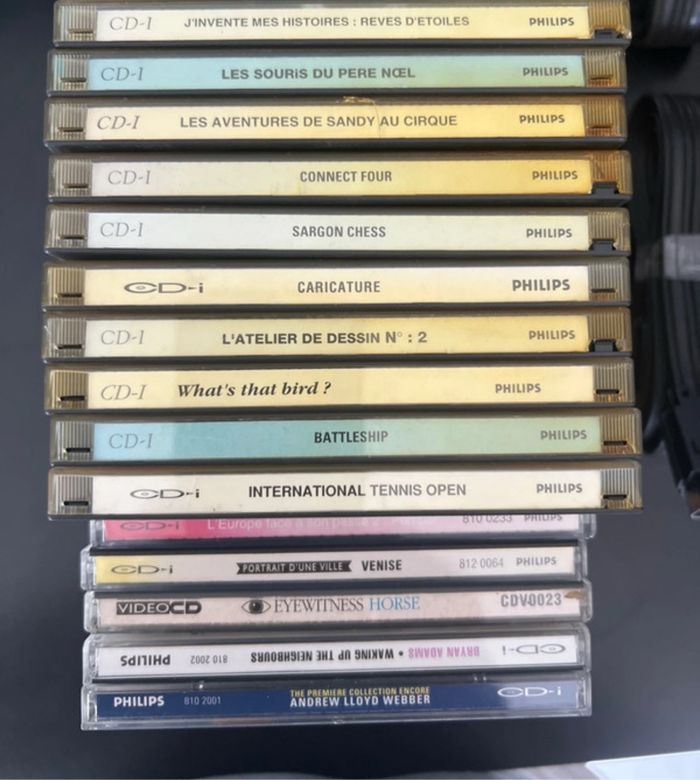 CD-I J'INVENTE MES HISTOIRES : REVES D'ETOILES PHILIPS
CD-I LES SOURIS DU PERE NŒL PHILIPS
CD-I LES AVENTURES DE SANDY AU CIRQUE PHILIPS
CD-I CONNECT FOUR PHILIPS
CD-I SARGON CHESS PHILIPS
CD-i CARICATURE PHILIPS
CD-I L'ATELIER DE DESSIN N° : 2 PHILIPS
CD-I What's that bird ? PHILIPS
CD-I BATTLESHIP PHILIPS
CD-i INTERNATIONAL TENNIS OPEN PHILIPS
CD-i L'Europe face à son passé 2 810 0233 PHILIPS
CD-i PORTRAIT D'UNE VILLE VENISE 812 0064 PHILIPS
VIDEO CD EYEWITNESS HORSE CDV0023
CD-i BRYAN ADAMS • WAKING UP THE NEIGHBOURS 810 2002 PHILIPS
PHILIPS 810 2001 THE PREMIERE COLLECTION ENCORE
ANDREW LLOYD WEBBER CD-i